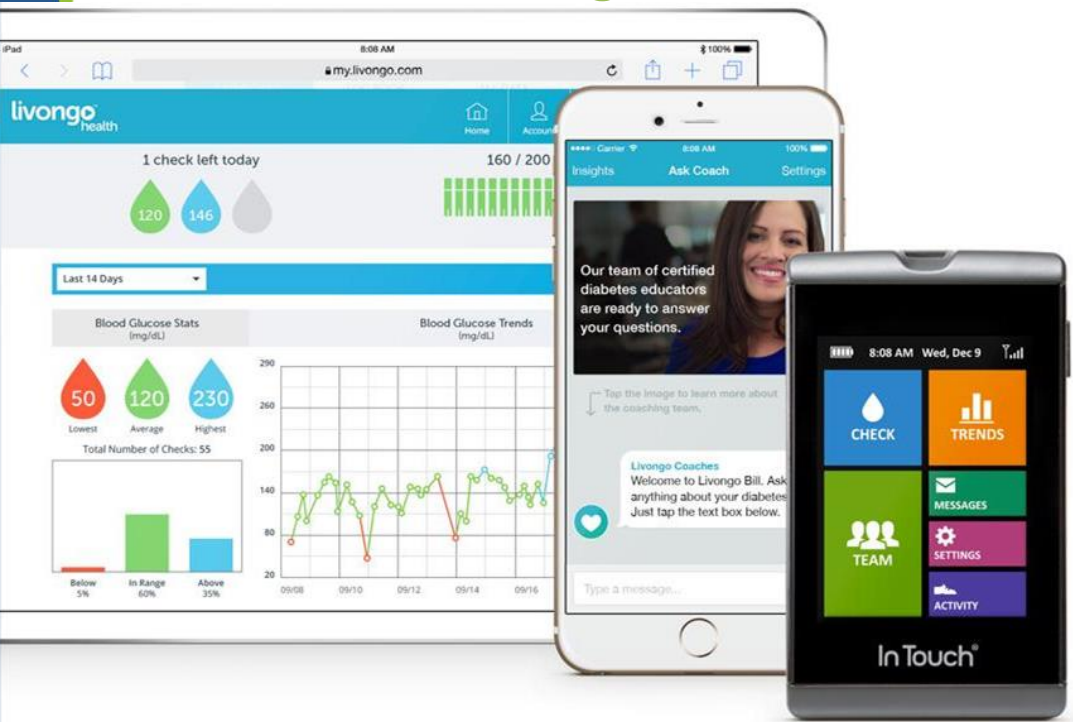 iPad
8:08 AM
100%
my.livongo.com
livongo
health
Home
Account
1 check left today
160 / 200
120
146
Last 14 Days
Blood Glucose Stats
(mg/dL)
50
120
230
Lowest
Average
Highest
Total Number of Checks: 55
Below
5%
In Range
60%
Above
35%
Blood Glucose Trends
(mg/dL)
290
260
200
140
80
20
09/08
09/10
09/12
09/14
09/16
Carrier
8:08 AM
100%
Insights
Ask Coach
Settings
Our team of certified
diabetes educators
are ready to answer
your questions.
Tap the image to learn more about
the coaching team.
Livongo Coaches
Welcome to Livongo Bill. Ask
anything about your diabetes
Just tap the text box below.
Type a message...
8:08 AM Wed, Dec 9
CHECK
TRENDS
TEAM
MESSAGES
SETTINGS
ACTIVITY
In Touch®